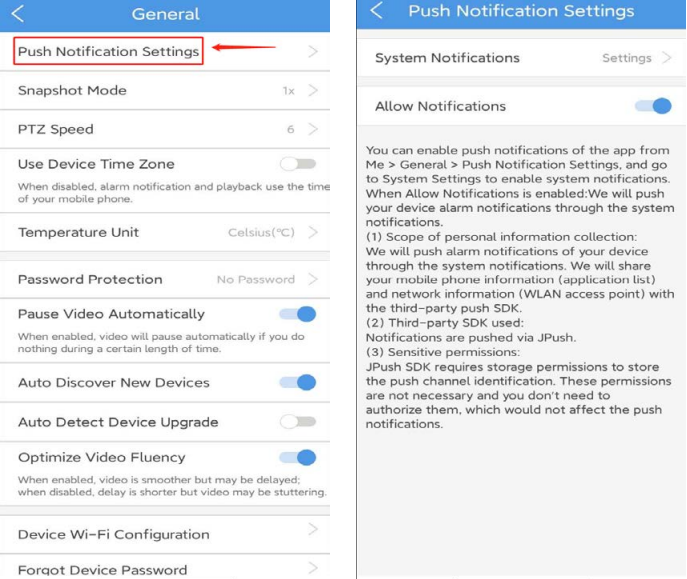 General
Push Notification Settings
Snapshot Mode 1x
PTZ Speed 6
Use Device Time Zone
When disabled, alarm notification and playback use the time
of your mobile phone.
Temperature Unit Celsius(°C)
Password Protection No Password
Pause Video Automatically
When enabled, video will pause automatically if you do
nothing during a certain length of time.
Auto Discover New Devices
Auto Detect Device Upgrade
Optimize Video Fluency
When enabled, video is smoother but may be delayed;
when disabled, delay is shorter but video may be stuttering.
Device Wi-Fi Configuration
Forgot Device Password
Push Notification Settings
System Notifications Settings
Allow Notifications
You can enable push notifications of the app from
Me > General > Push Notification Settings, and go
to System Settings to enable system notifications.
When Allow Notifications is enabled:We will push
your device alarm notifications through the system
notifications.
(1) Scope of personal information collection:
We will push alarm notifications of your device
through the system notifications. We will share
your mobile phone information (application list)
and network information (WLAN access point) with
the third-party push SDK.
(2) Third-party SDK used:
Notifications are pushed via JPush.
(3) Sensitive permissions:
JPush SDK requires storage permissions to store
the push channel identification. These permissions
are not necessary and you don't need to
authorize them, which would not affect the push
notifications.